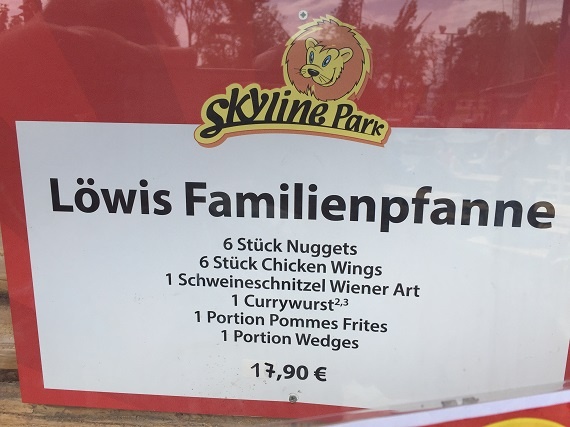 Skyline Park
Löwis Familienpfanne
6 Stück Nuggets
6 Stück Chicken Wings
1 Schweineschnitzel Wiener Art
1 Currywurst²,³
1 Portion Pommes Frites
1 Portion Wedges
17,90 €